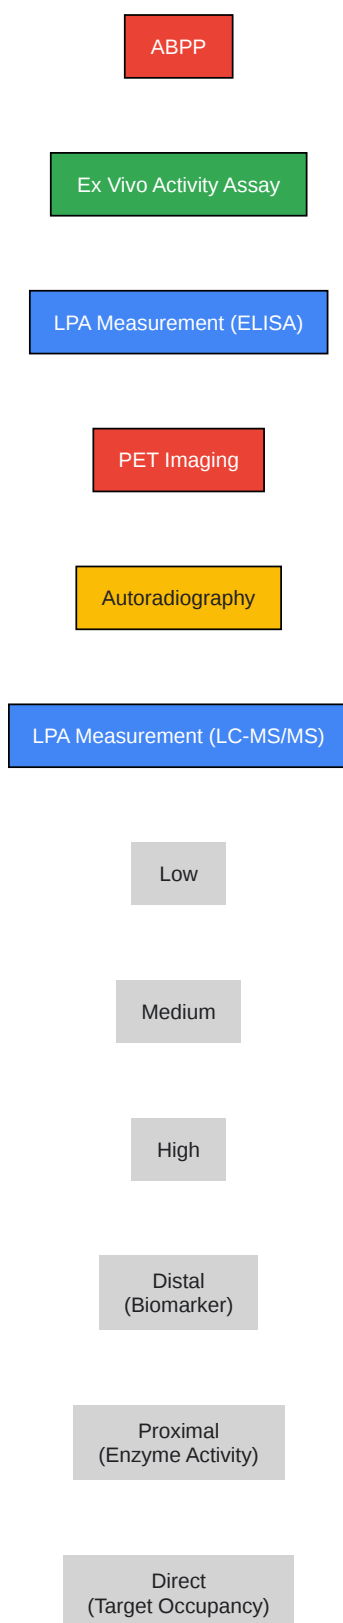 ABPP
Ex Vivo Activity Assay
LPA Measurement (ELISA)
PET Imaging
Autoradiography
LPA Measurement (LC-MS/MS)
Low
Medium
High
Distal
(Biomarker)
Proximal
(Enzyme Activity)
Direct
(Target Occupancy)